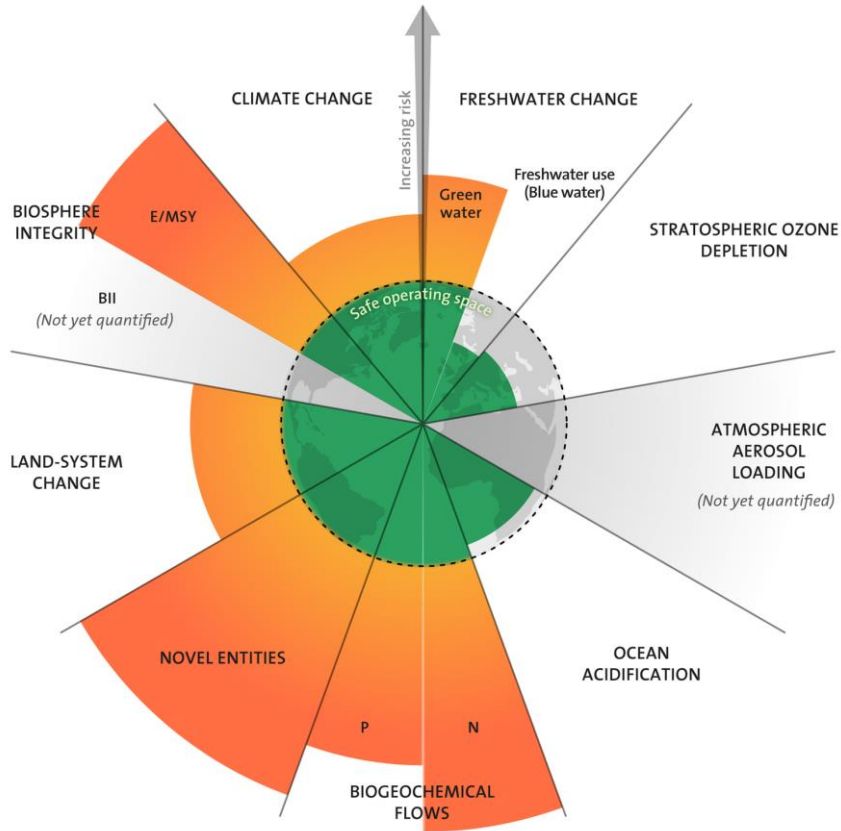 CLIMATE CHANGE
FRESHWATER CHANGE
Increasing risk
Freshwater use
(Blue water)
Green
water
E/MSY
BIOSPHERE
INTEGRITY
STRATOSPHERIC OZONE
DEPLETION
BII
(Not yet quantified)
Safe operating space
ATMOSPHERIC
AEROSOL
LOADING
(Not yet quantified)
LAND-SYSTEM
CHANGE
NOVEL ENTITIES
OCEAN
ACIDIFICATION
P
N
BIOGEOCHEMICAL
FLOWS